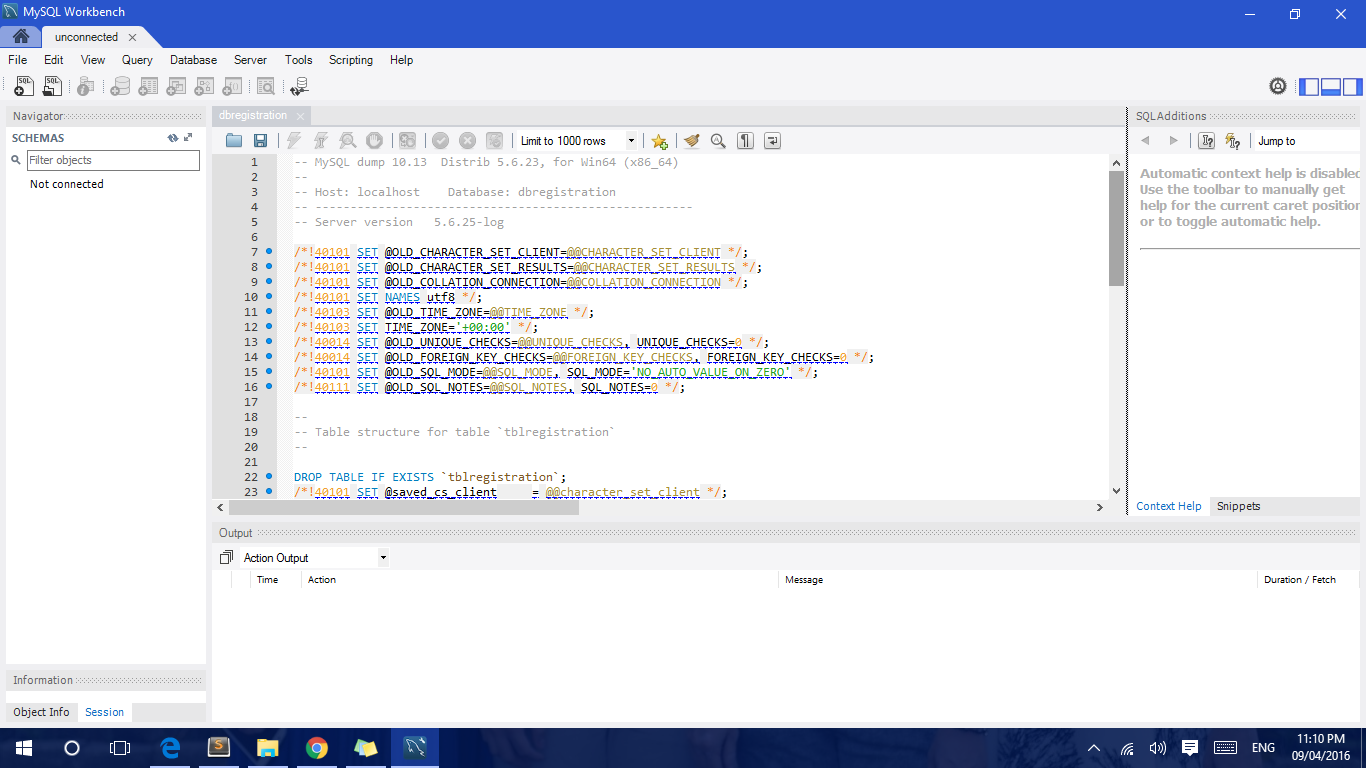 MySQL Workbench
unconnected
File Edit View Query Database Server Tools Scripting Help
Navigator
SCHEMAS
Filter objects
Not connected
Information
Object Info Session
dbregistration
Limit to 1000 rows
1 -- MySQL dump 10.13  Distrib 5.6.23, for Win64 (x86_64)
2 --
3 -- Host: localhost    Database: dbregistration
4 -- ------------------------------------------------------
5 -- Server version   5.6.25-log
6
7 /*!40101 SET @OLD_CHARACTER_SET_CLIENT=@@CHARACTER_SET_CLIENT */;
8 /*!40101 SET @OLD_CHARACTER_SET_RESULTS=@@CHARACTER_SET_RESULTS */;
9 /*!40101 SET @OLD_COLLATION_CONNECTION=@@COLLATION_CONNECTION */;
10 /*!40101 SET NAMES utf8 */;
11 /*!40103 SET @OLD_TIME_ZONE=@@TIME_ZONE */;
12 /*!40103 SET TIME_ZONE='+00:00' */;
13 /*!40014 SET @OLD_UNIQUE_CHECKS=@@UNIQUE_CHECKS, UNIQUE_CHECKS=0 */;
14 /*!40014 SET @OLD_FOREIGN_KEY_CHECKS=@@FOREIGN_KEY_CHECKS, FOREIGN_KEY_CHECKS=0 */;
15 /*!40101 SET @OLD_SQL_MODE=@@SQL_MODE, SQL_MODE='NO_AUTO_VALUE_ON_ZERO' */;
16 /*!40111 SET @OLD_SQL_NOTES=@@SQL_NOTES, SQL_NOTES=0 */;
17
18 --
19 -- Table structure for table `tblregistration`
20 --
21
22 DROP TABLE IF EXISTS `tblregistration`;
23 /*!40101 SET @saved_cs_client     = @@character_set_client */;
SQLAdditions
Jump to
Automatic context help is disabled
Use the toolbar to manually get
help for the current caret position
or to toggle automatic help.
Context Help Snippets
Output
Action Output
Time Action Message Duration / Fetch
ENG
11:10 PM
09/04/2016